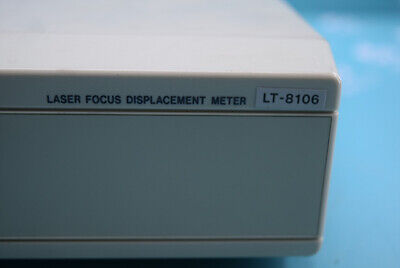 LASER FOCUS DISPLACEMENT METER LT-8106